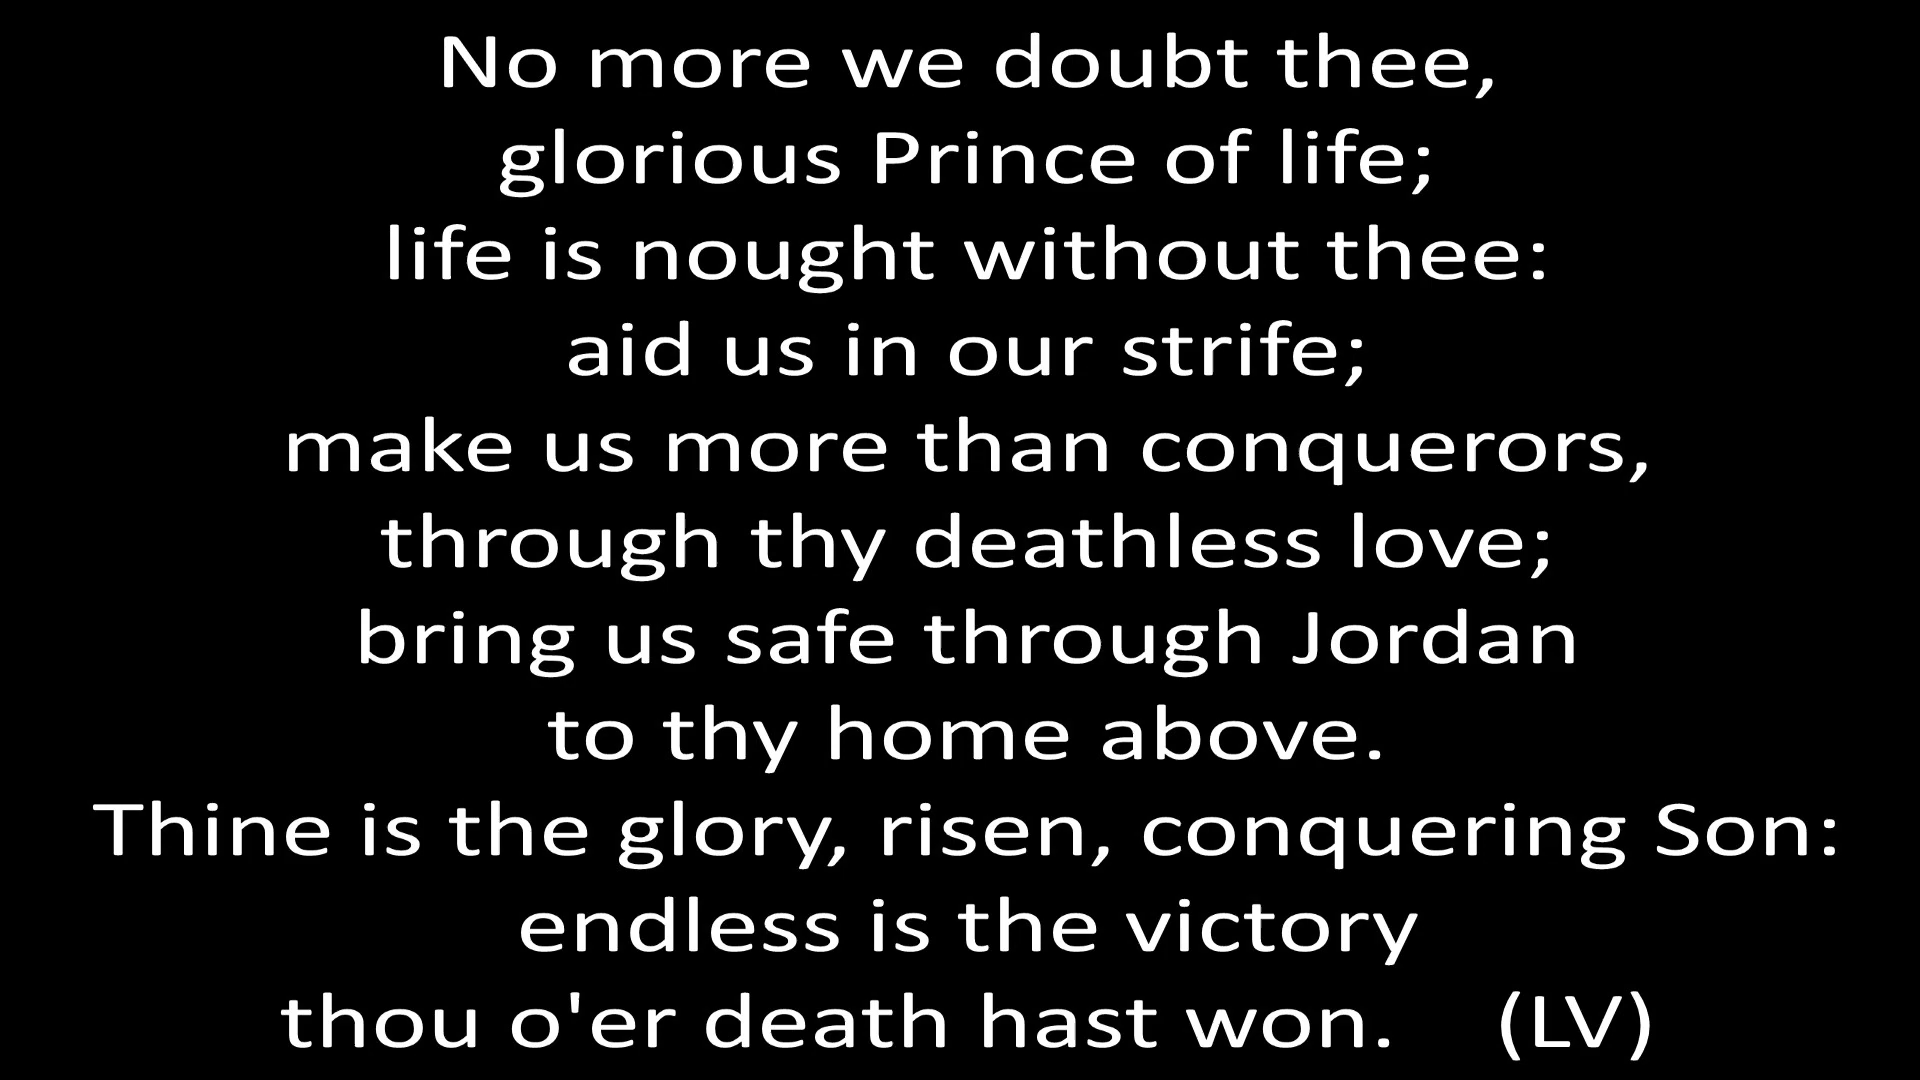 No more we doubt thee,
glorious Prince of life;
life is nought without thee:
aid us in our strife;
make us more than conquerors,
through thy deathless love;
bring us safe through Jordan
to thy home above.
Thine is the glory, risen, conquering Son:
endless is the victory
thou o'er death hast won. (LV)